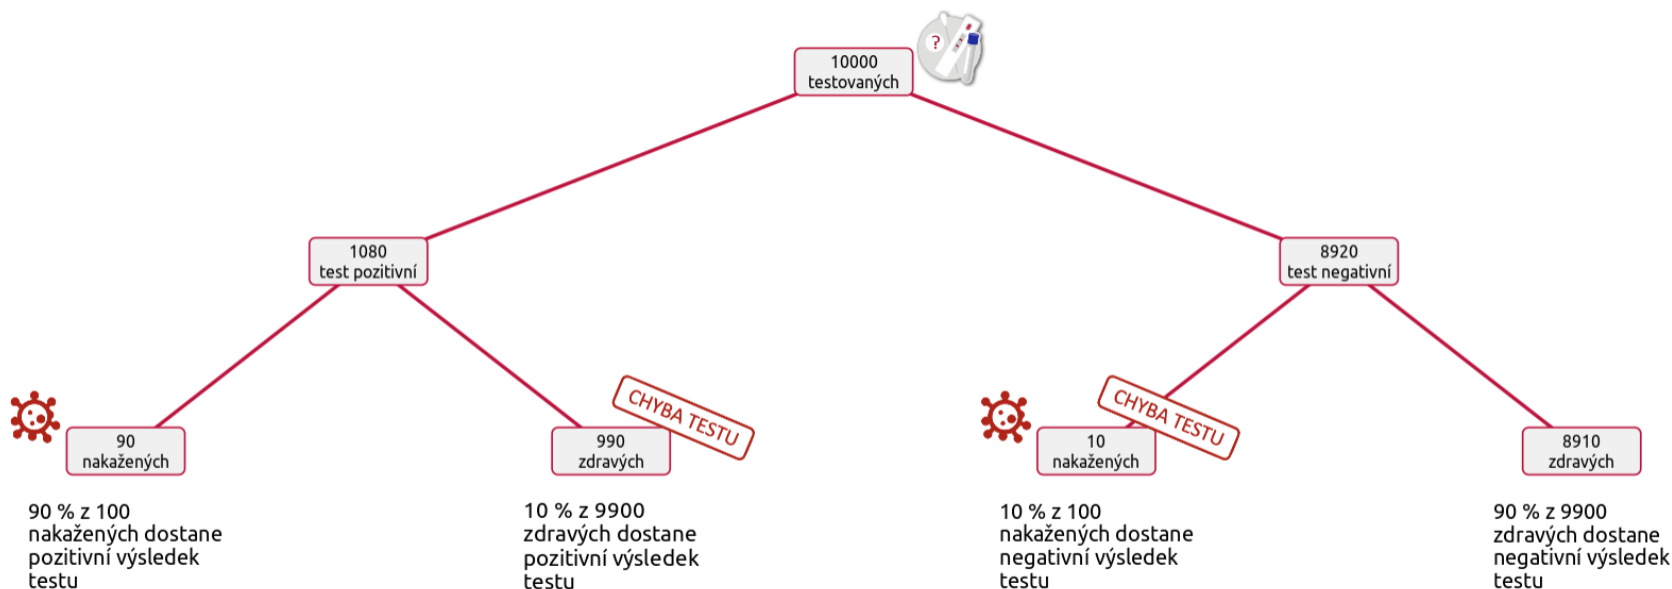 10000
testovaných
?
1080
test pozitivní
8920
test negativní
90
nakažených
990
zdravých
CHYBA TESTU
10
nakažených
CHYBA TESTU
8910
zdravých
90 % z 100
nakažených dostane
pozitivní výsledek
testu
10 % z 9900
zdravých dostane
pozitivní výsledek
testu
10 % z 100
nakažených dostane
negativní výsledek
testu
90 % z 9900
zdravých dostane
negativní výsledek
testu